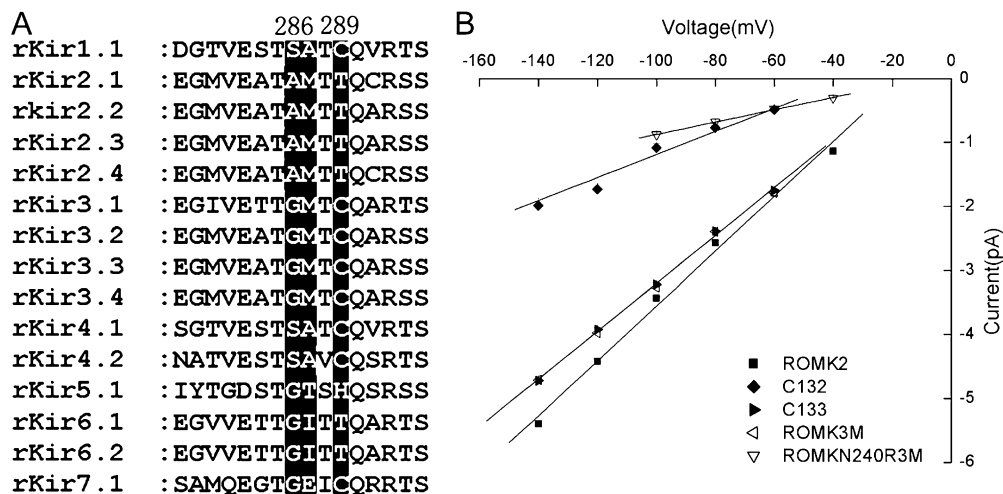 A
286 289
rKir1.1 :DGTVESTSATCQVRTS
rKir2.1 :EGMVEATAMTTQCRSS
rkir2.2 :EGMVEATAMTTQARSS
rKir2.3 :EGMVEATAMTTQARSS
rKir2.4 :EGMVEATAMTTQCRSS
rKir3.1 :EGIVETTGMTCQARTS
rKir3.2 :EGMVEATGMTCQARSS
rKir3.3 :EGMVEATGMTCQARSS
rKir3.4 :EGMVEATGMTCQARSS
rKir4.1 :SGTVESTSATCQVRTS
rKir4.2 :NATVESTSAVCQSRTS
rKir5.1 :IYTGDSTGTSHQSRSS
rKir6.1 :EGVVETTGITTQARTS
rKir6.2 :EGVVETTGITTQARTS
rKir7.1 :SAMQEGTGEICQRRTS
B
Voltage(mV)
-160 -140 -120 -100 -80 -60 -40 -20 0
0
-1
-2
-3
-4
-5
-6
Current(pA)
ROMK2
C132
C133
ROMK3M
ROMKN240R3M